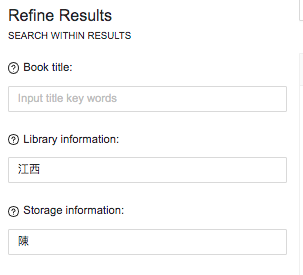 Refine Results
SEARCH WITHIN RESULTS
Book title:
Input title key words
Library information:
江西
Storage information:
陳